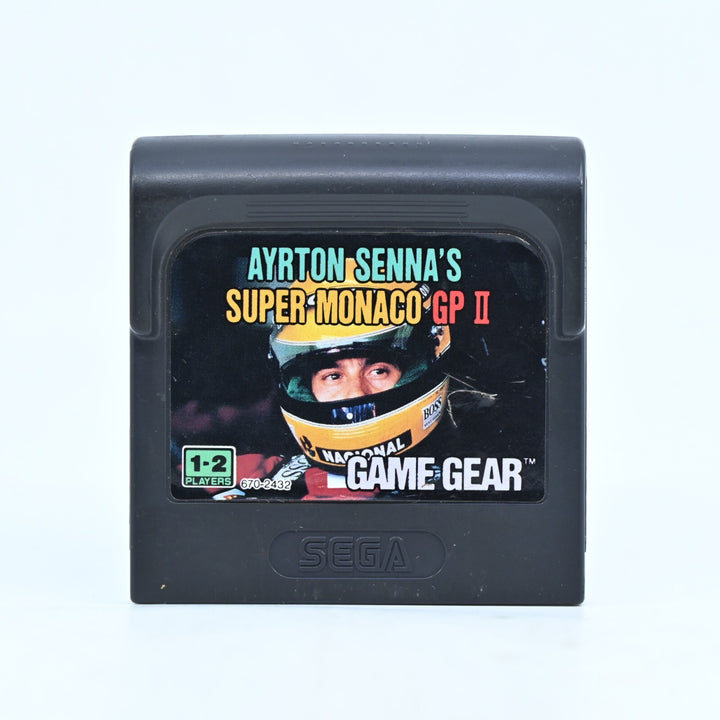 AYRTON SENNA'S
SUPER MONACO GP II
BOSS
NACIONAL
1-2
PLAYERS
670-2432
GAME GEAR™
SEGA